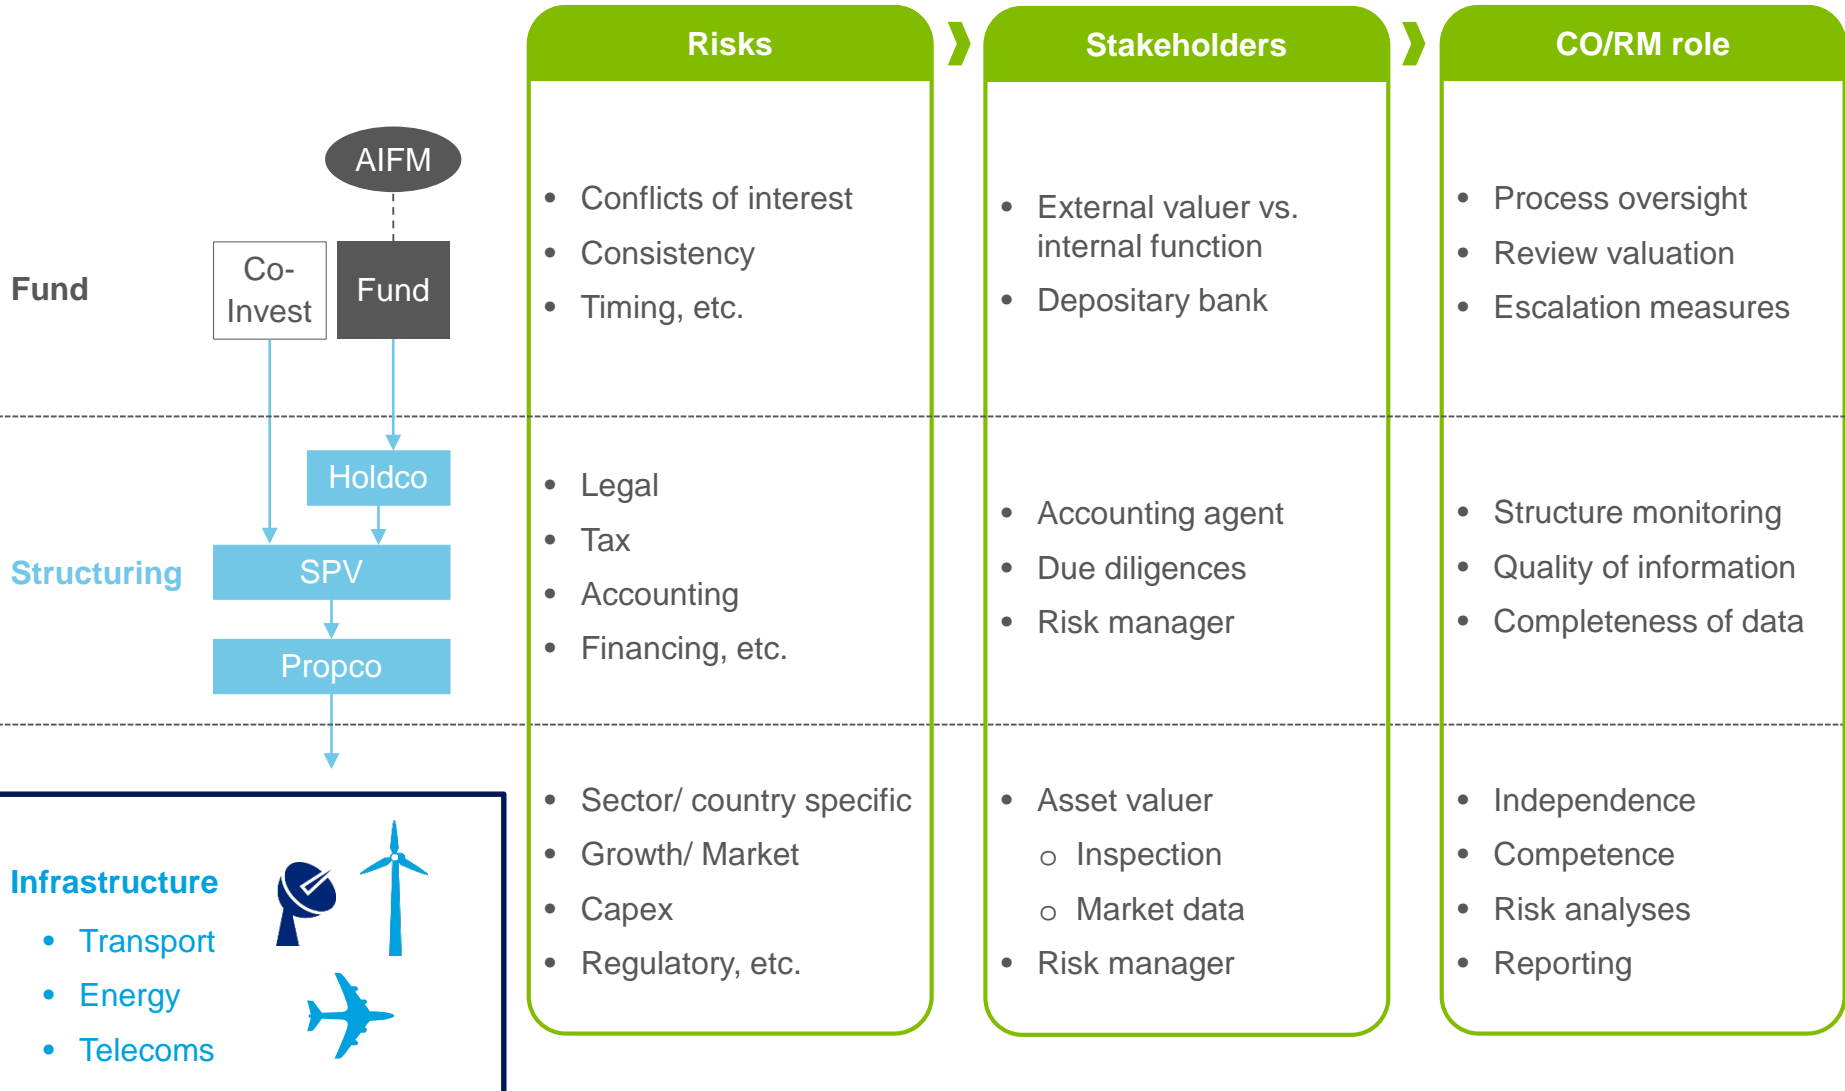 Risks
Stakeholders
CO/RM role
AIFM
Co-
Invest
Fund
Fund
• Conflicts of interest
• Consistency
• Timing, etc.
• External valuer vs.
internal function
• Depositary bank
• Process oversight
• Review valuation
• Escalation measures
Structuring
Holdco
SPV
Propco
• Legal
• Tax
• Accounting
• Financing, etc.
• Accounting agent
• Due diligences
• Risk manager
• Structure monitoring
• Quality of information
• Completeness of data
Infrastructure
• Transport
• Energy
• Telecoms
• Sector/ country specific
• Growth/ Market
• Capex
• Regulatory, etc.
• Asset valuer
o Inspection
o Market data
• Risk manager
• Independence
• Competence
• Risk analyses
• Reporting